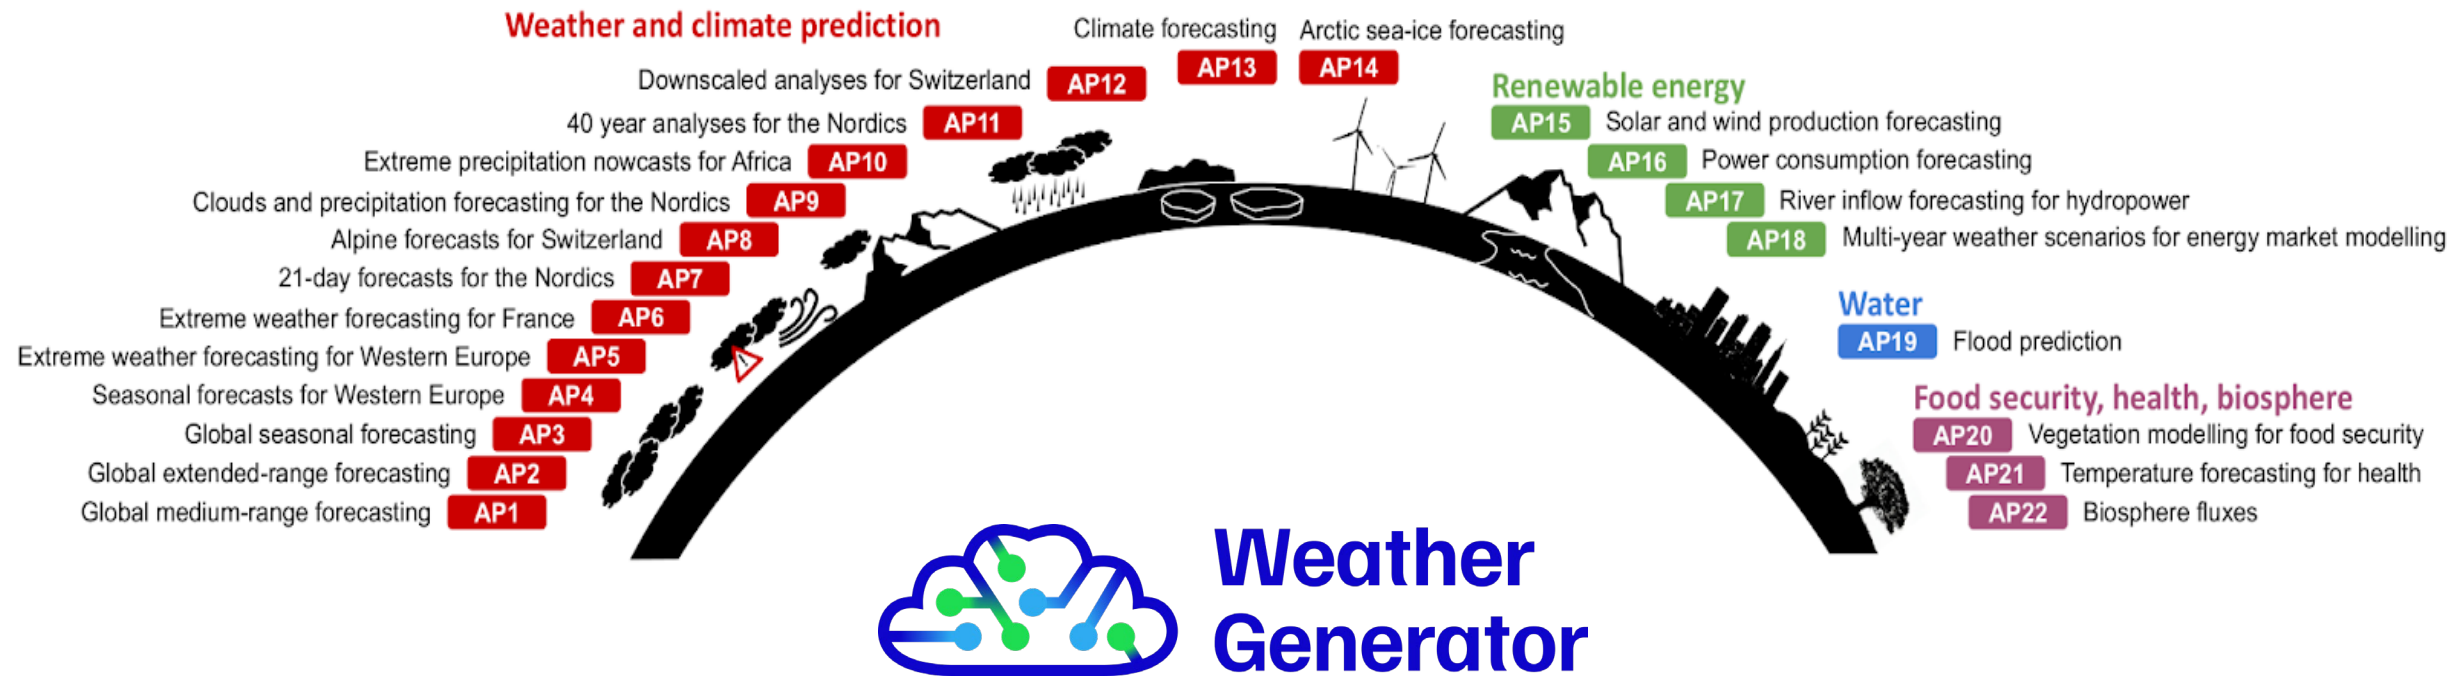 Weather and climate prediction
Climate forecasting
AP13
Arctic sea-ice forecasting
AP14
Downscaled analyses for Switzerland AP12
40 year analyses for the Nordics AP11
Extreme precipitation nowcasts for Africa AP10
Clouds and precipitation forecasting for the Nordics AP9
Alpine forecasts for Switzerland AP8
21-day forecasts for the Nordics AP7
Extreme weather forecasting for France AP6
Extreme weather forecasting for Western Europe AP5
Seasonal forecasts for Western Europe AP4
Global seasonal forecasting AP3
Global extended-range forecasting AP2
Global medium-range forecasting AP1
Renewable energy
AP15 Solar and wind production forecasting
AP16 Power consumption forecasting
AP17 River inflow forecasting for hydropower
AP18 Multi-year weather scenarios for energy market modelling
Water
AP19 Flood prediction
Food security, health, biosphere
AP20 Vegetation modelling for food security
AP21 Temperature forecasting for health
AP22 Biosphere fluxes
Weather
Generator